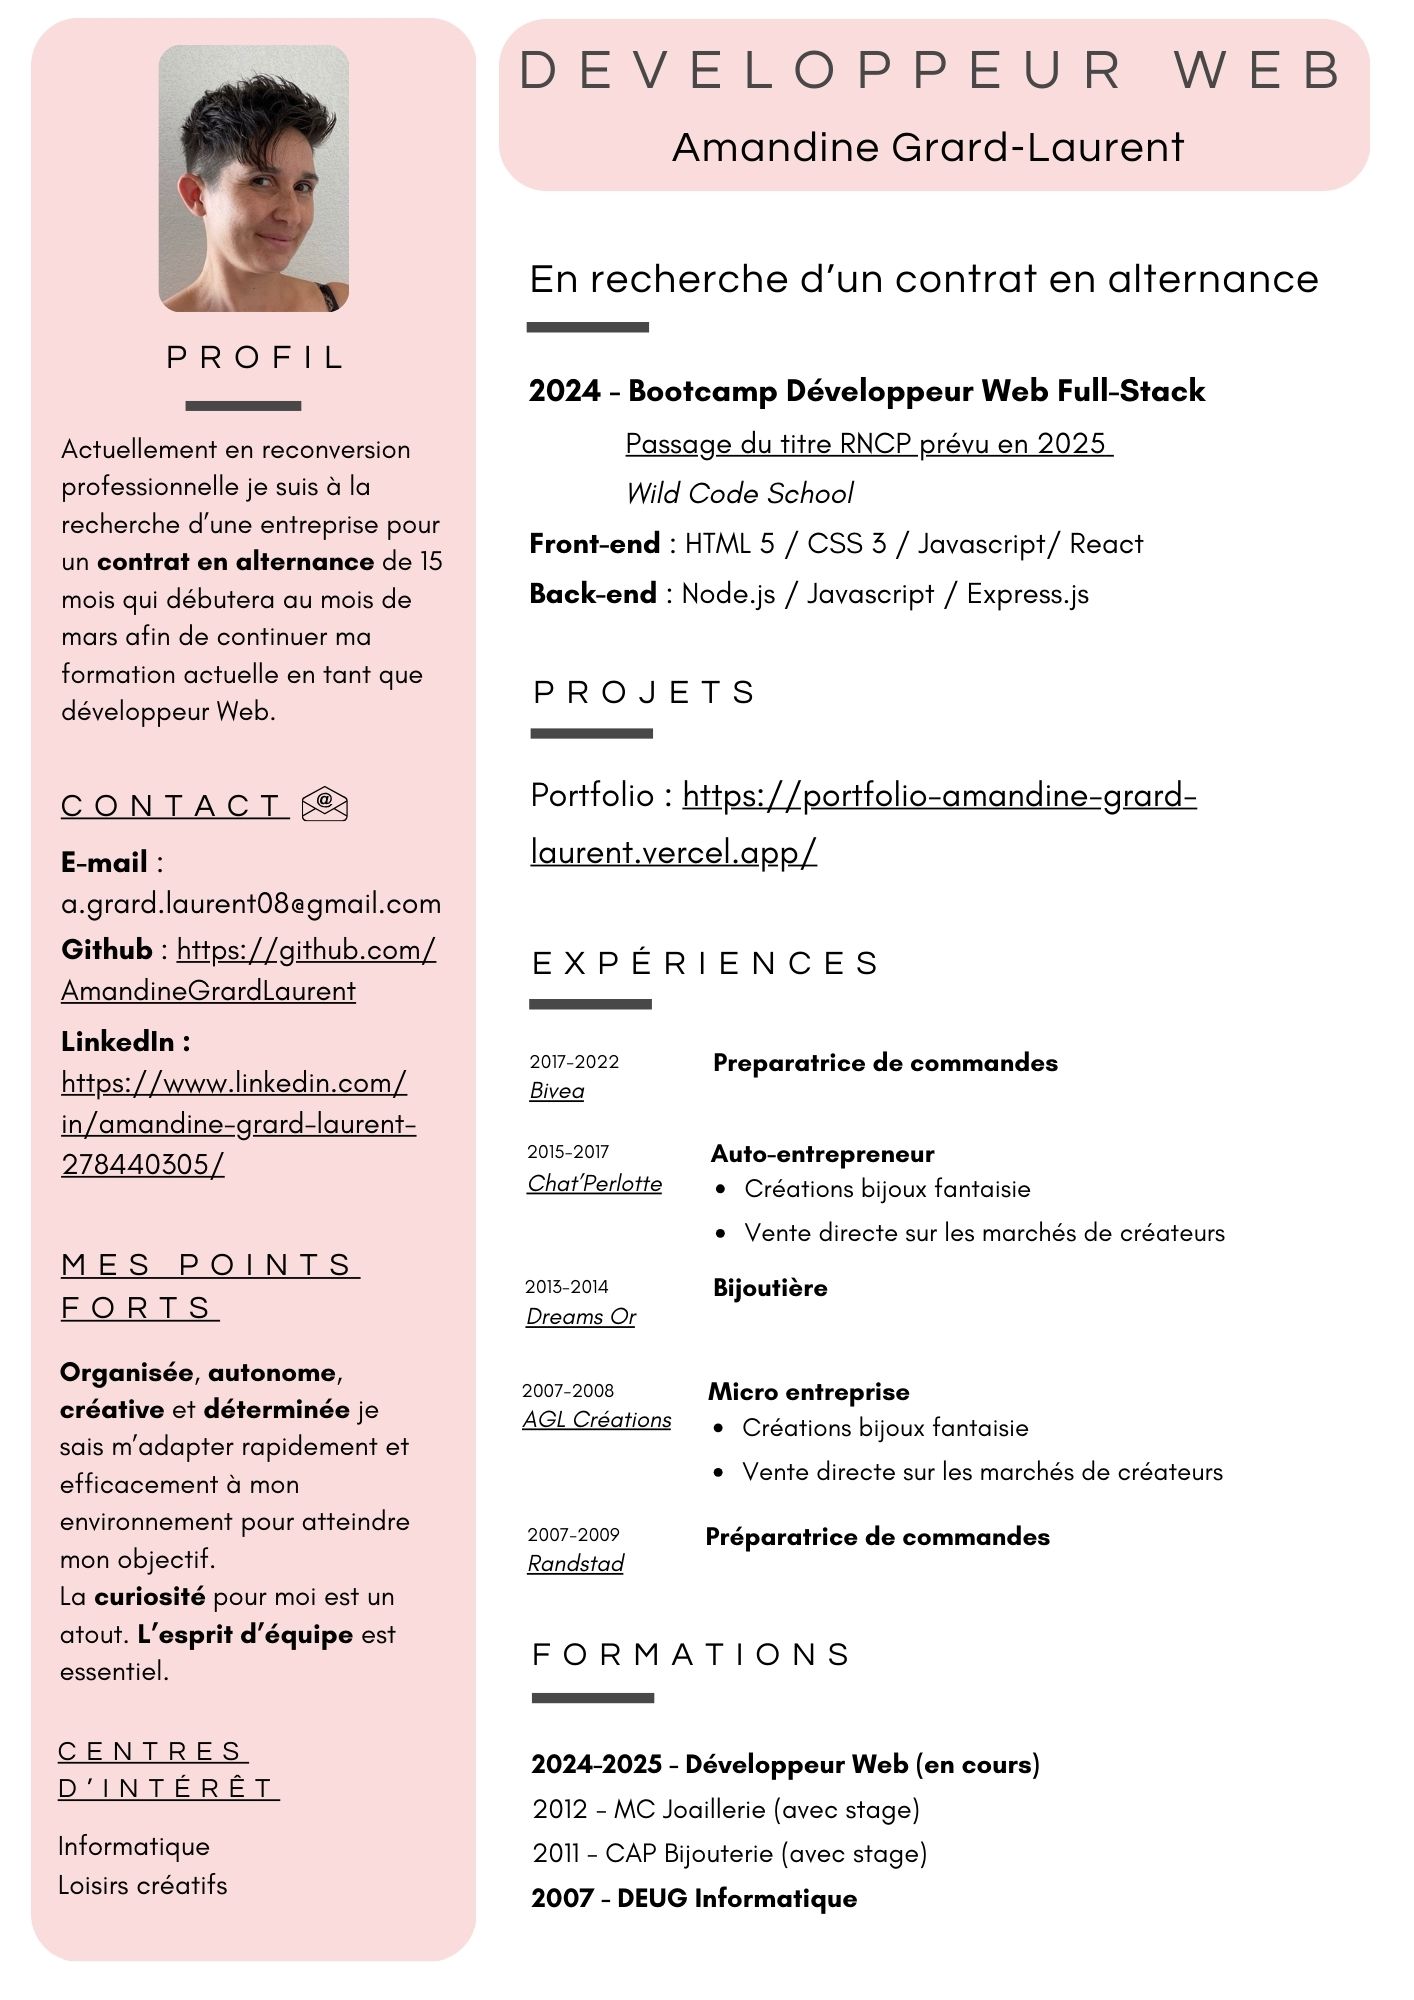 PROFIL
Actuellement en reconversion
professionnelle je suis à la
recherche d’une entreprise pour
un contrat en alternance de 15
mois qui débutera au mois de
mars afin de continuer ma
formation actuelle en tant que
développeur Web.
CONTACT
E-mail :
a.grard.laurent08@gmail.com
Github : https://github.com/
AmandineGrardLaurent
LinkedIn :
https://www.linkedin.com/
in/amandine-grard-laurent-
278440305/
MES POINTS
FORTS
Organisée, autonome,
créative et déterminée je
sais m’adapter rapidement et
efficacement à mon
environnement pour atteindre
mon objectif.
La curiosité pour moi est un
atout. L’esprit d’équipe est
essentiel.
CENTRES
D’INTÉRÊT
Informatique
Loisirs créatifs
DEVELOPPEUR WEB
Amandine Grard-Laurent
En recherche d’un contrat en alternance
2024 - Bootcamp Développeur Web Full-Stack
Passage du titre RNCP prévu en 2025
Wild Code School
Front-end : HTML 5 / CSS 3 / Javascript/ React
Back-end : Node.js / Javascript / Express.js
PROJETS
Portfolio : https://portfolio-amandine-grard-
laurent.vercel.app/
EXPÉRIENCES
2017-2022 Preparatrice de commandes
Bivea
2015-2017 Auto-entrepreneur
Chat’Perlotte • Créations bijoux fantaisie
• Vente directe sur les marchés de créateurs
2013-2014 Bijoutière
Dreams Or
2007-2008 Micro entreprise
AGL Créations • Créations bijoux fantaisie
• Vente directe sur les marchés de créateurs
2007-2009 Préparatrice de commandes
Randstad
FORMATIONS
2024-2025 - Développeur Web (en cours)
2012 - MC Joaillerie (avec stage)
2011 - CAP Bijouterie (avec stage)
2007 - DEUG Informatique